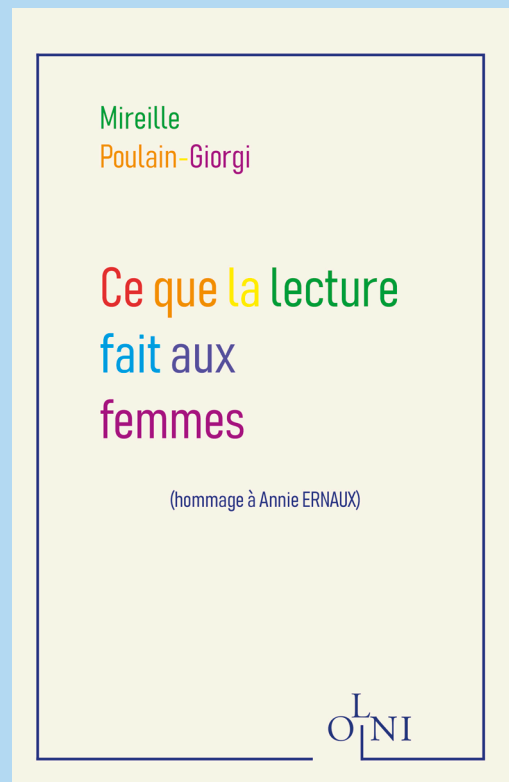 Mireille
Poulain-Giorgi
Ce que la lecture
fait aux
femmes
(hommage à Annie ERNAUX)
OLNI